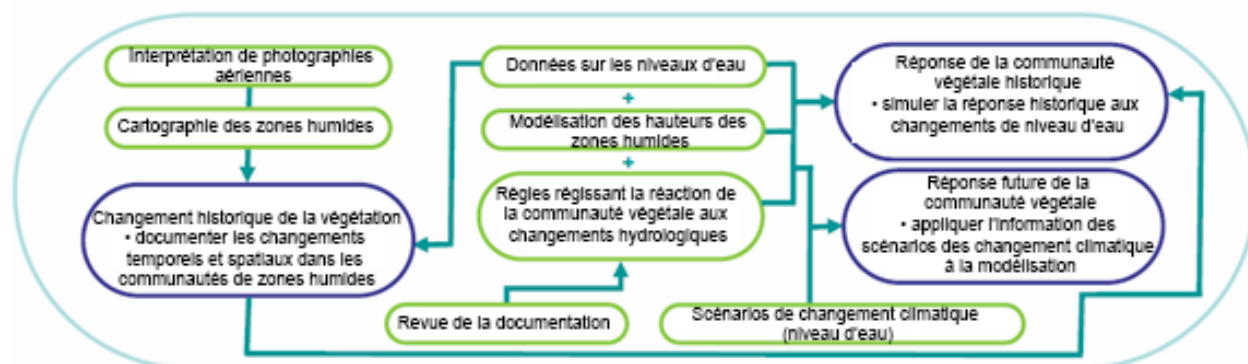 Interprétation de photographies
aériennes
Cartographie des zones humides
Changement historique de la végétation
• documenter les changements
temporels et spatiaux dans les
communautés de zones humides
Données sur les niveaux d'eau
+
Modélisation des hauteurs des
zones humides
+
Règles régissant la réaction de
la communauté végétale aux
changements hydrologiques
Revue de la documentation
Scénarios de changement climatique
(niveau d'eau)
Réponse de la communauté
végétale historique
• simuler la réponse historique aux
changements de niveau d'eau
Réponse future de la
communauté végétale
• appliquer l'information des
scénarios des changement climatique
à la modélisation